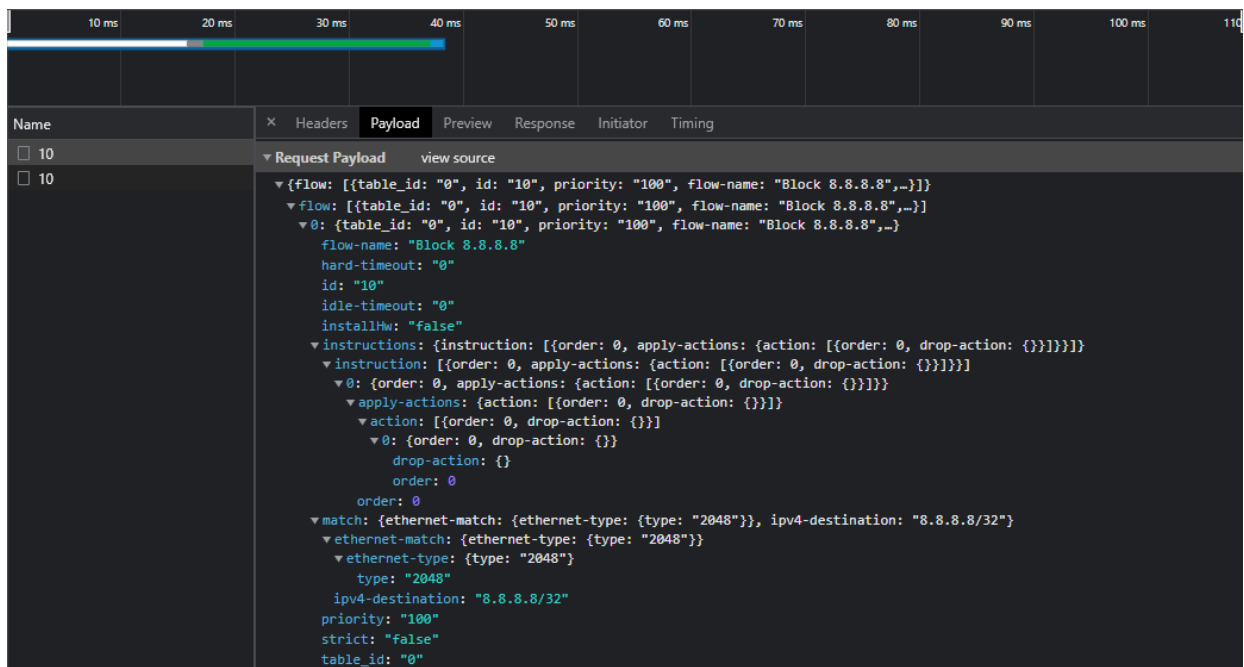 10 ms 20 ms 30 ms 40 ms 50 ms 60 ms 70 ms 80 ms 90 ms 100 ms 110
Name
10
10
× Headers Payload Preview Response Initiator Timing
▼Request Payload view source
▼{flow: [{table_id: "0", id: "10", priority: "100", flow-name: "Block 8.8.8.8",…}]}
▼flow: [{table_id: "0", id: "10", priority: "100", flow-name: "Block 8.8.8.8",…}]
▼0: {table_id: "0", id: "10", priority: "100", flow-name: "Block 8.8.8.8",…}
flow-name: "Block 8.8.8.8"
hard-timeout: "0"
id: "10"
idle-timeout: "0"
installHw: "false"
▼instructions: {instruction: [{order: 0, apply-actions: {action: [{order: 0, drop-action: {}}]}}]}
▼instruction: [{order: 0, apply-actions: {action: [{order: 0, drop-action: {}}]}}]
▼0: {order: 0, apply-actions: {action: [{order: 0, drop-action: {}}]}}
▼apply-actions: {action: [{order: 0, drop-action: {}}]}
▼action: [{order: 0, drop-action: {}}]
▼0: {order: 0, drop-action: {}}
drop-action: {}
order: 0
order: 0
▼match: {ethernet-match: {ethernet-type: {type: "2048"}}, ipv4-destination: "8.8.8.8/32"}
▼ethernet-match: {ethernet-type: {type: "2048"}}
▼ethernet-type: {type: "2048"}
type: "2048"
ipv4-destination: "8.8.8.8/32"
priority: "100"
strict: "false"
table_id: "0"